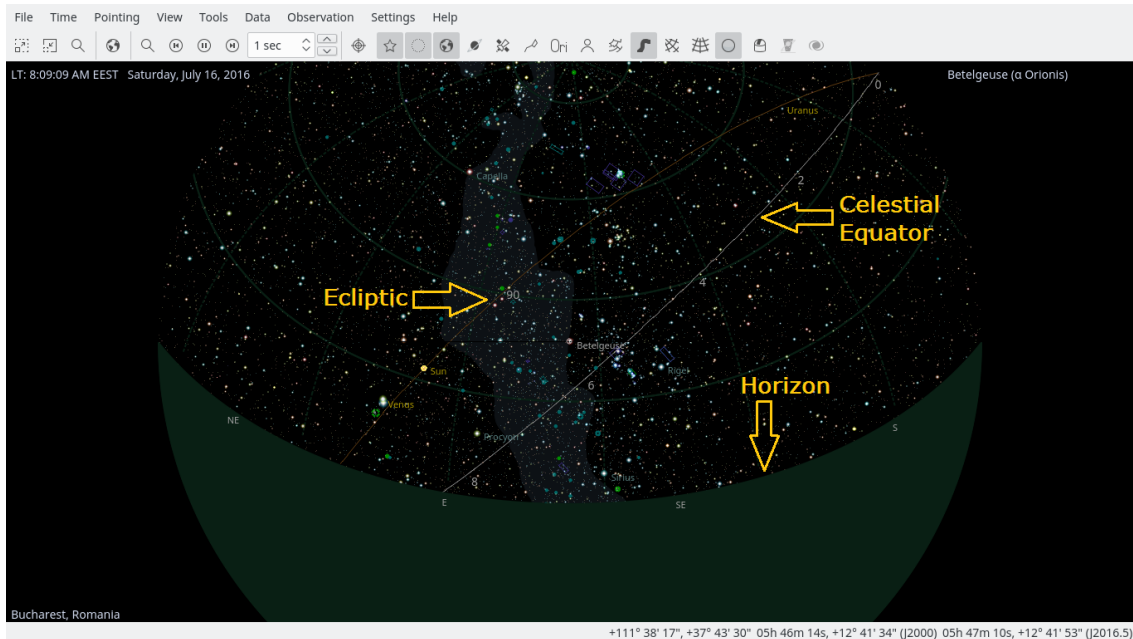 File Time Pointing View Tools Data Observation Settings Help
1 sec Ori
LT: 8:09:09 AM EEST Saturday, July 16, 2016 Betelgeuse (α Orionis)
0
Uranus
Capella
2
Celestial
Equator
4
Ecliptic
90
Betelgeuse
Sun
Rigel
6
Horizon
Venus
NE
S
Procyon
8
Sirius
E
SE
Bucharest, Romania
+111° 38' 17", +37° 43' 30" 05h 46m 14s, +12° 41' 34" (J2000) 05h 47m 10s, +12° 41' 53" (J2016.5)